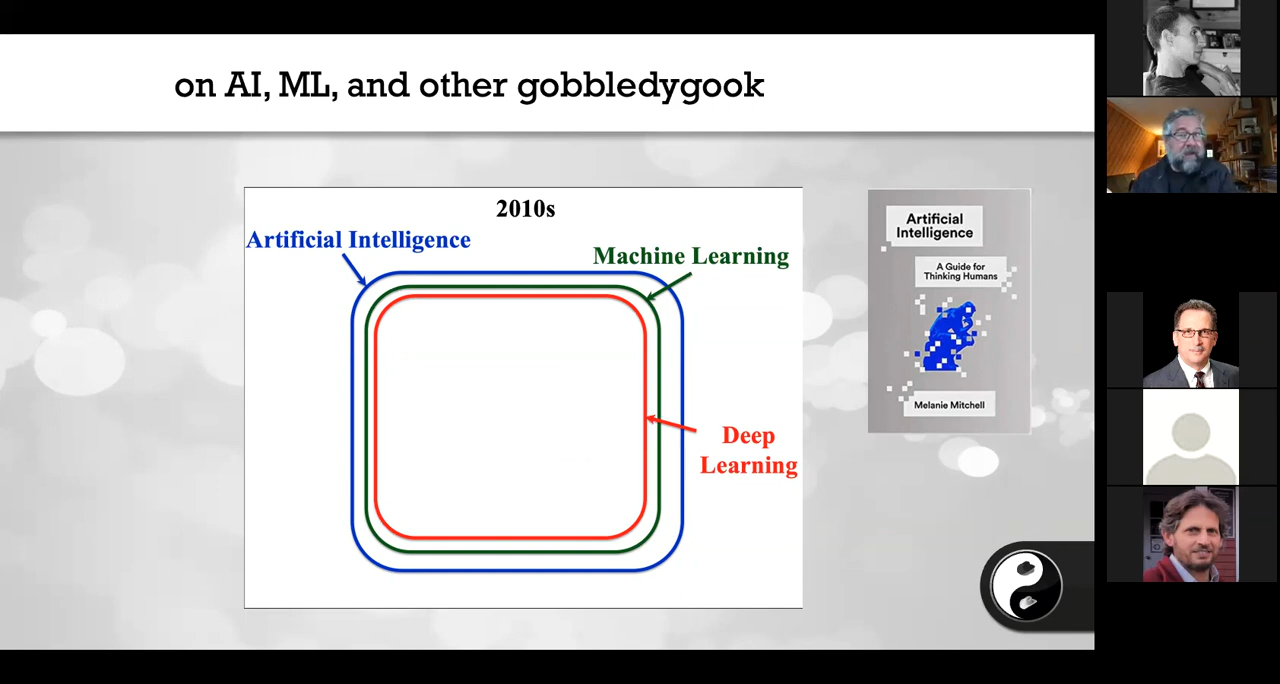 on AI, ML, and other gobbledygook
2010s
Artificial Intelligence
Machine Learning
Deep
Learning
Artificial
Intelligence
A Guide for
Thinking Humans
Melanie Mitchell